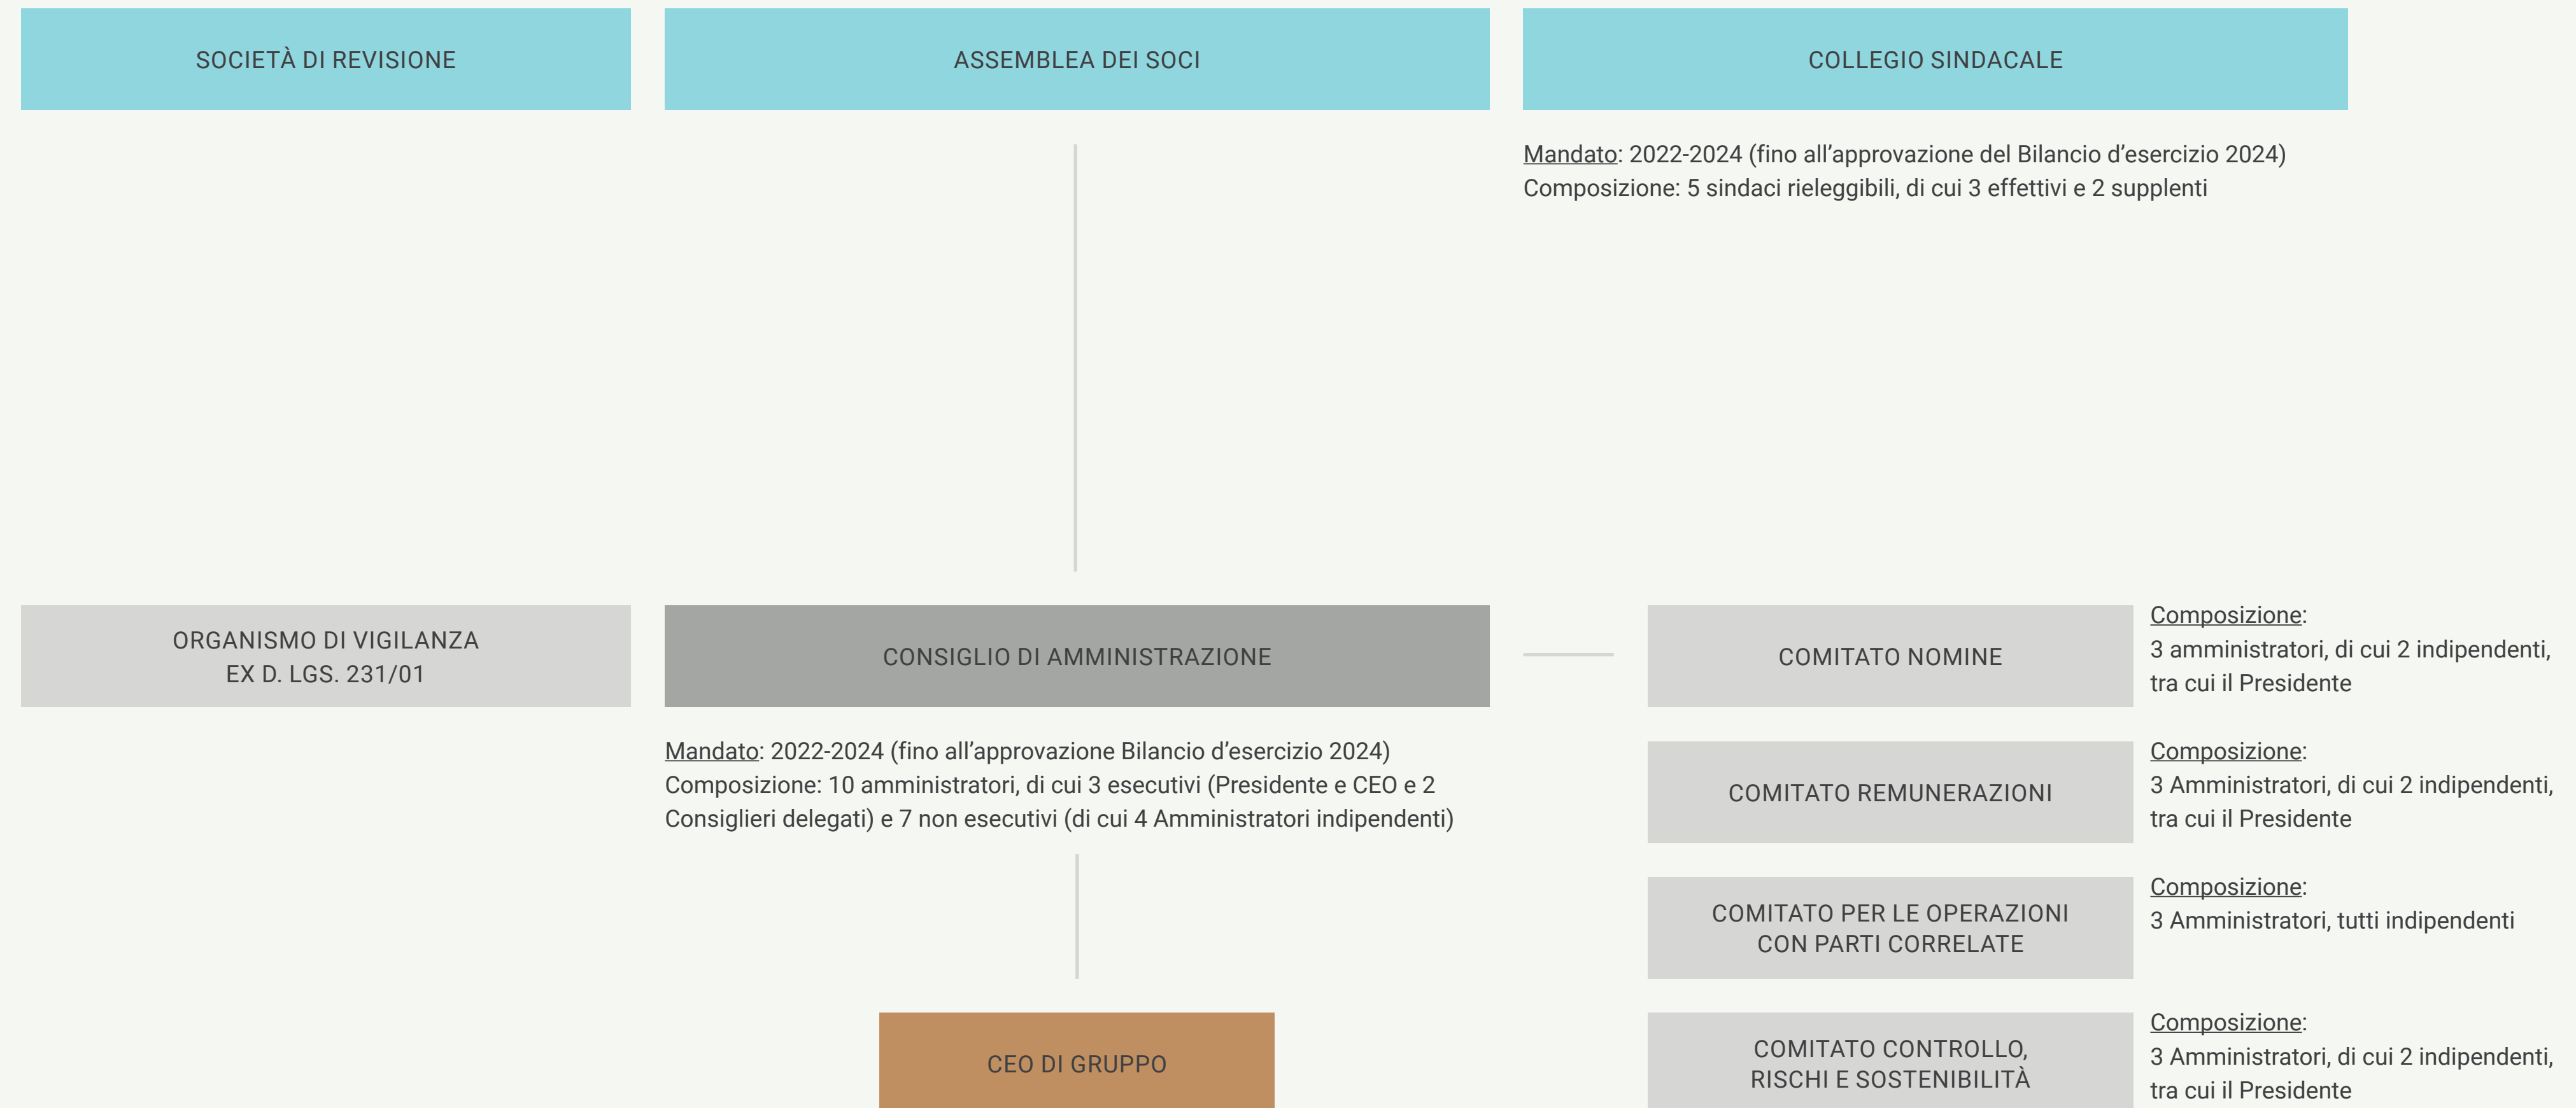 SOCIETÀ DI REVISIONE
ASSEMBLEA DEI SOCI
COLLEGIO SINDACALE
Mandato: 2022-2024 (fino all’approvazione del Bilancio d’esercizio 2024)
Composizione: 5 sindaci rieleggibili, di cui 3 effettivi e 2 supplenti
ORGANISMO DI VIGILANZA
EX D. LGS. 231/01
CONSIGLIO DI AMMINISTRAZIONE
Mandato: 2022-2024 (fino all’approvazione Bilancio d’esercizio 2024)
Composizione: 10 amministratori, di cui 3 esecutivi (Presidente e CEO e 2
Consiglieri delegati) e 7 non esecutivi (di cui 4 Amministratori indipendenti)
CEO DI GRUPPO
COMITATO NOMINE
Composizione:
3 amministratori, di cui 2 indipendenti,
tra cui il Presidente
COMITATO REMUNERAZIONI
Composizione:
3 Amministratori, di cui 2 indipendenti,
tra cui il Presidente
COMITATO PER LE OPERAZIONI
CON PARTI CORRELATE
Composizione:
3 Amministratori, tutti indipendenti
COMITATO CONTROLLO,
RISCHI E SOSTENIBILITÀ
Composizione:
3 Amministratori, di cui 2 indipendenti,
tra cui il Presidente